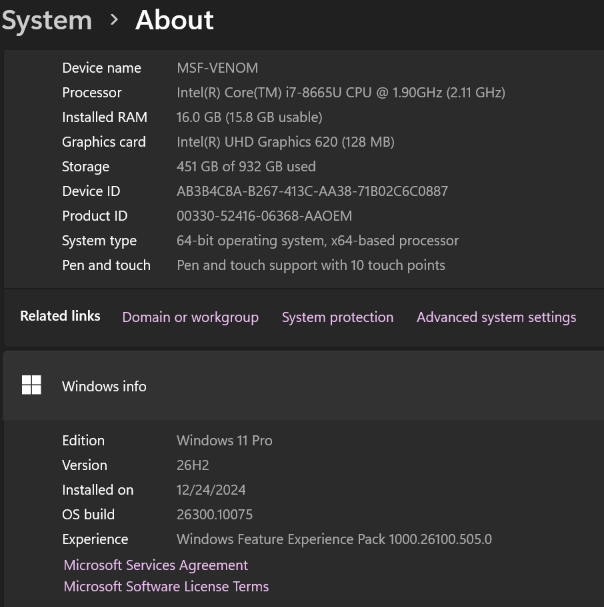 System > About
Device name MSF-VENOM
Processor Intel(R) Core(TM) i7-8665U CPU @ 1.90GHz (2.11 GHz)
Installed RAM 16.0 GB (15.8 GB usable)
Graphics card Intel(R) UHD Graphics 620 (128 MB)
Storage 451 GB of 932 GB used
Device ID AB3B4C8A-B267-413C-AA38-71B02C6C0887
Product ID 00330-52416-06368-AAOEM
System type 64-bit operating system, x64-based processor
Pen and touch Pen and touch support with 10 touch points
Related links Domain or workgroup System protection Advanced system settings
Windows info
Edition Windows 11 Pro
Version 26H2
Installed on 12/24/2024
OS build 26300.10075
Experience Windows Feature Experience Pack 1000.26100.505.0
Microsoft Services Agreement
Microsoft Software License Terms